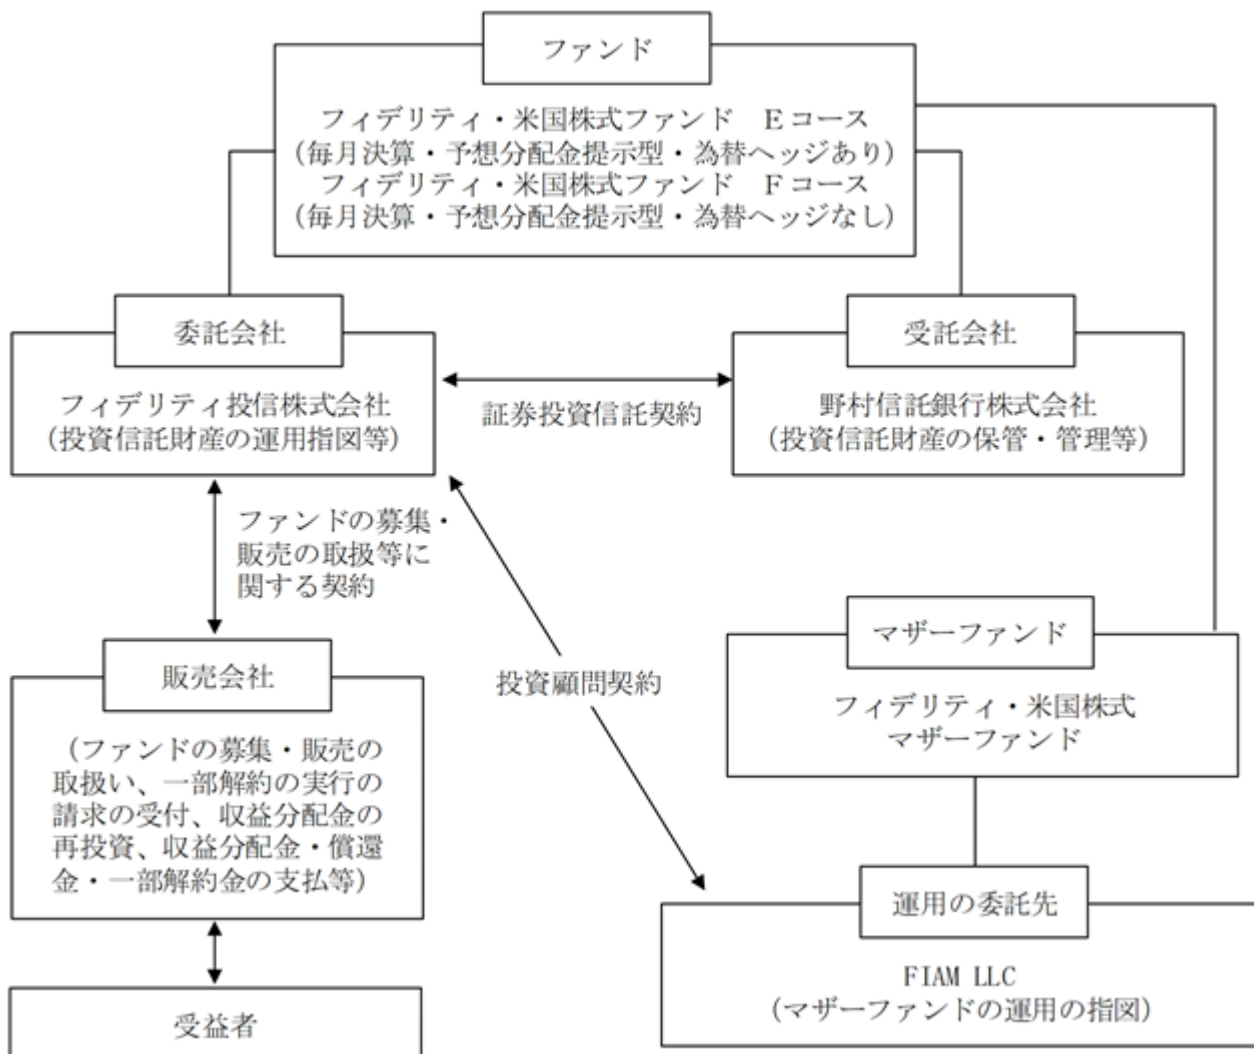 ファンド
フィデリティ・米国株式ファンド　Ｅコース
（毎月決算・予想分配金提示型・為替ヘッジあり）
フィデリティ・米国株式ファンド　Ｆコース
（毎月決算・予想分配金提示型・為替ヘッジなし）
委託会社
フィデリティ投信株式会社
（投資信託財産の運用指図等）
証券投資信託契約
受託会社
野村信託銀行株式会社
（投資信託財産の保管・管理等）
ファンドの募集・
販売の取扱等に
関する契約
投資顧問契約
マザーファンド
フィデリティ・米国株式
マザーファンド
販売会社
（ファンドの募集・販売の
取扱い、一部解約の実行の
請求の受付、収益分配金の
再投資、収益分配金・償還
金・一部解約金の支払等）
運用の委託先
FIAM LLC
（マザーファンドの運用の指図）
受益者